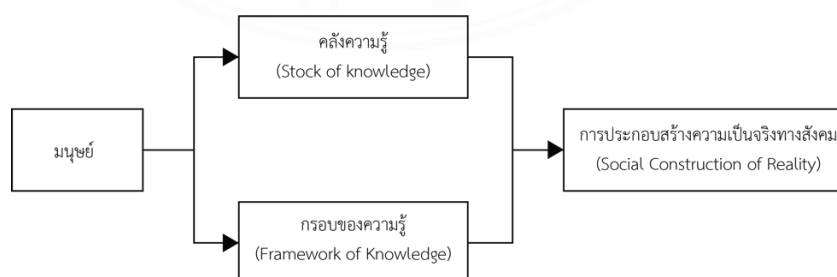 คลังความรู้
(Stock of knowledge)
มนุษย์
การประกอบสร้างความเป็นจริงทางสังคม
(Social Construction of Reality)
กรอบของความรู้
(Framework of Knowledge)